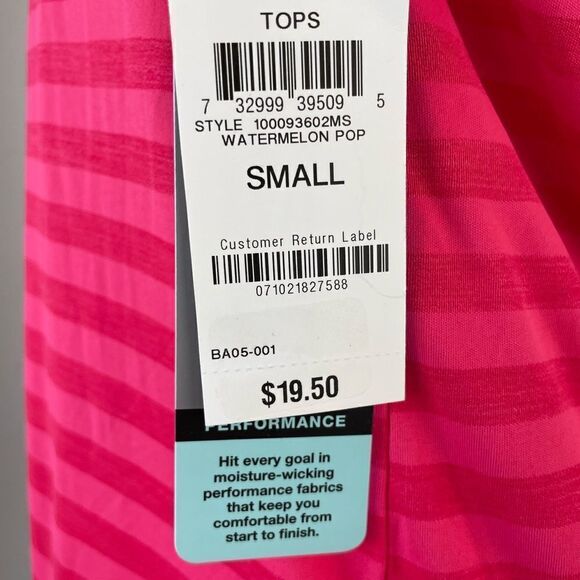 TOPS
7 32999 39509 5
STYLE 100093602MS
WATERMELON POP
SMALL
Customer Return Label
071021827588
BA05-001
$19.50
PERFORMANCE
Hit every goal in
moisture-wicking
performance fabrics
that keep you
comfortable from
start to finish.